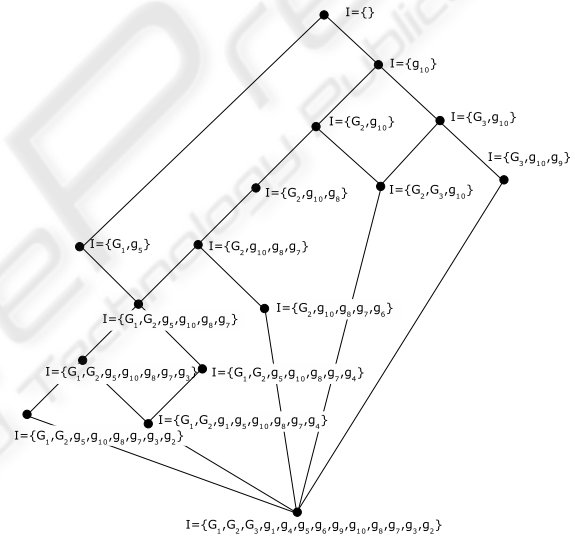 I={}
I={g₁₀}
I={G₂,g₁₀}
I={G₃,g₁₀}
I={G₃,g₁₀,g₉}
I={G₂,g₁₀,g₈}
I={G₂,G₃,g₁₀}
I={G₁,g₅}
I={G₂,g₁₀,g₈,g₇}
I={G₁,G₂,g₅,g₁₀,g₈,g₇}
I={G₂,g₁₀,g₈,g₇,g₆}
I={G₁,G₂,g₅,g₁₀,g₈,g₇,g₃}
I={G₁,G₂,g₅,g₁₀,g₈,g₇,g₄}
I={G₁,G₂,g₁,g₅,g₁₀,g₈,g₇,g₄}
I={G₁,G₂,g₅,g₁₀,g₈,g₇,g₃,g₂}
I={G₁,G₂,G₃,g₁,g₄,g₅,g₆,g₉,g₁₀,g₈,g₇,g₃,g₂}